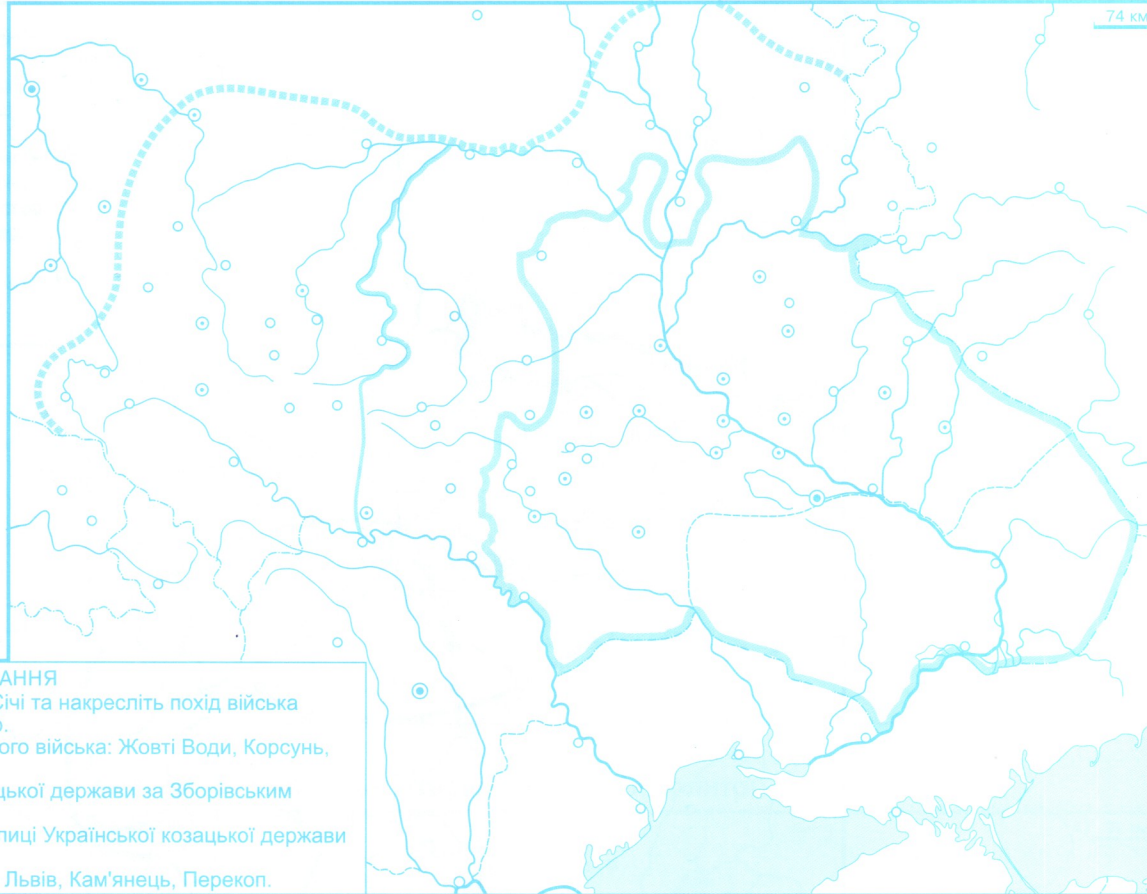 74 км
АННЯ
Січі та накресліть похід війська
ого війська: Жовті Води, Корсунь,
цької держави за Зборівським
лиці Української козацької держави
Львів, Кам'янець, Перекоп.